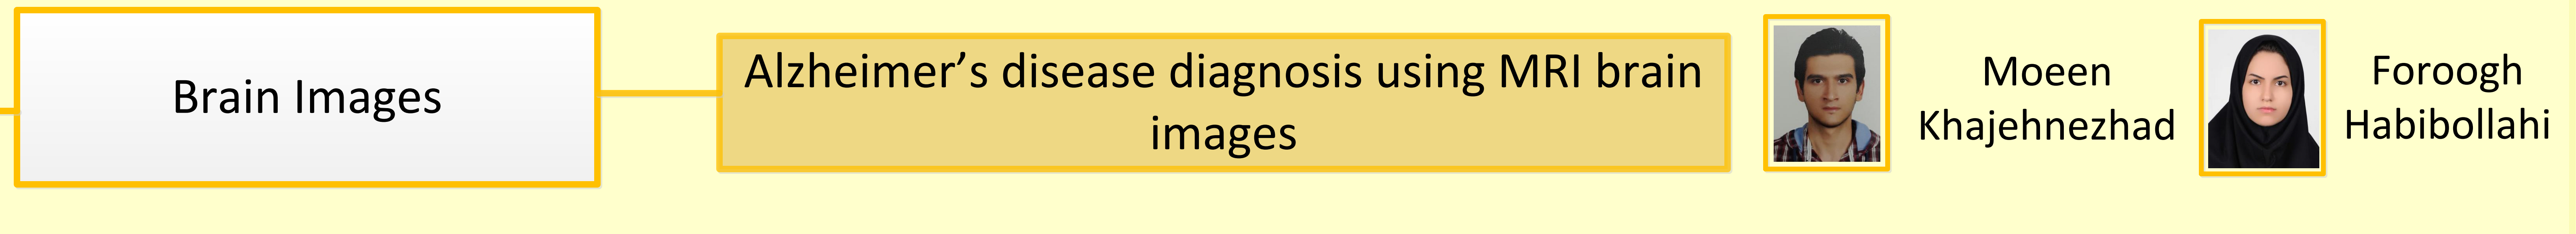 Brain Images
Alzheimer’s disease diagnosis using MRI brain
images
Moeen
Khajehnezhad
Foroogh
Habibollahi